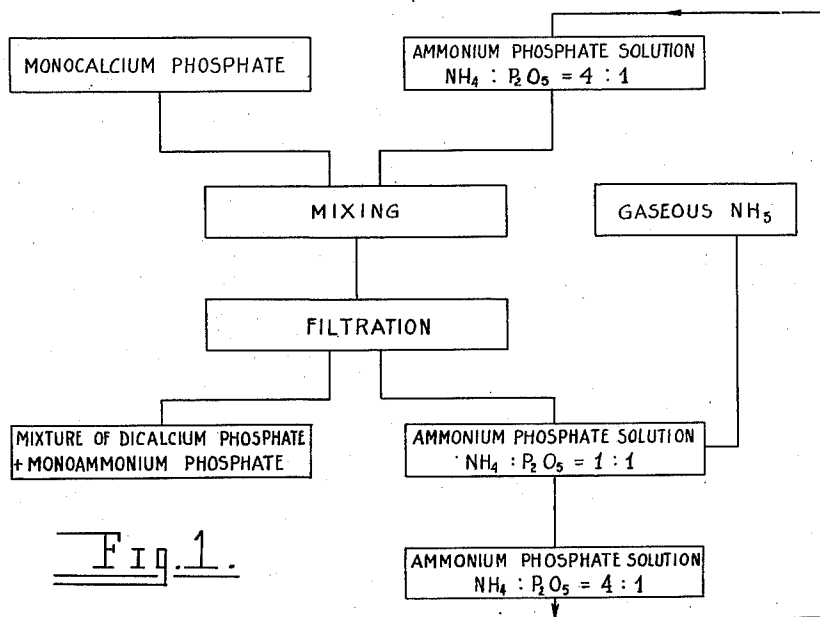 MONOCALCIUM PHOSPHATE
AMMONIUM PHOSPHATE SOLUTION
NH₄ : P₂O₅ = 4 : 1
MIXING
GASEOUS NH₃
FILTRATION
MIXTURE OF DICALCIUM PHOSPHATE
+ MONOAMMONIUM PHOSPHATE
AMMONIUM PHOSPHATE SOLUTION
NH₄ : P₂O₅ = 1 : 1
Fig. 1.
AMMONIUM PHOSPHATE SOLUTION
NH₄ : P₂O₅ = 4 : 1